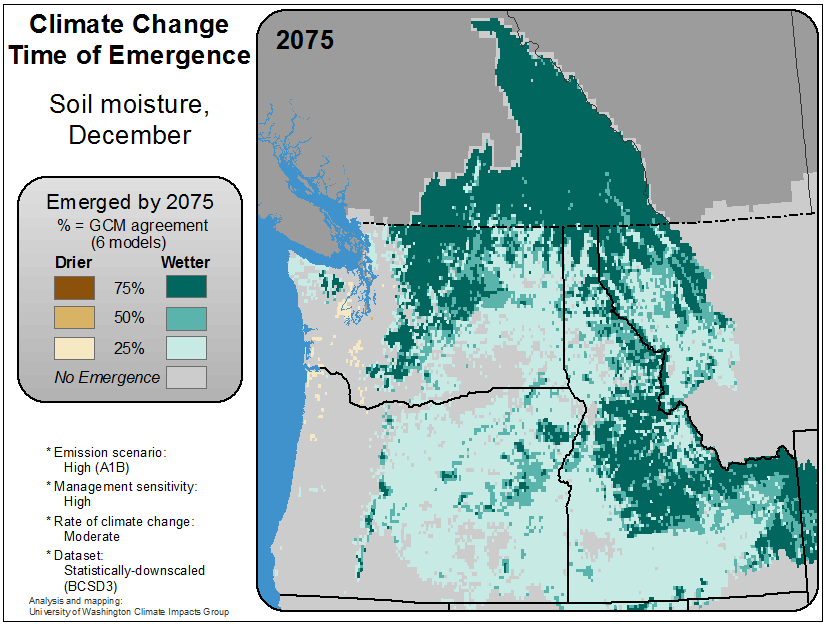 Climate Change
Time of Emergence
Soil moisture,
December
2075
Emerged by 2075
% = GCM agreement
(6 models)
Drier Wetter
75%
50%
25%
No Emergence
* Emission scenario:
High (A1B)
* Management sensitivity:
High
* Rate of climate change:
Moderate
* Dataset:
Statistically-downscaled
(BCSD3)
Analysis and mapping:
University of Washington Climate Impacts Group